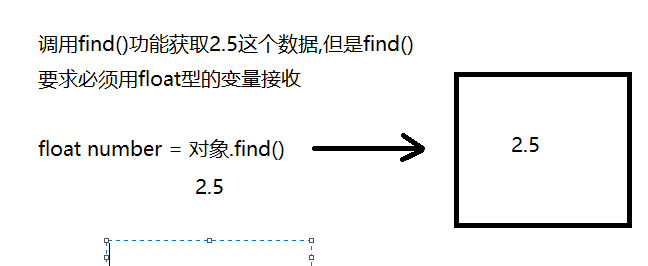 调用find()功能获取2.5这个数据,但是find()
要求必须用float型的变量接收
float number = 对象.find()
2.5
2.5